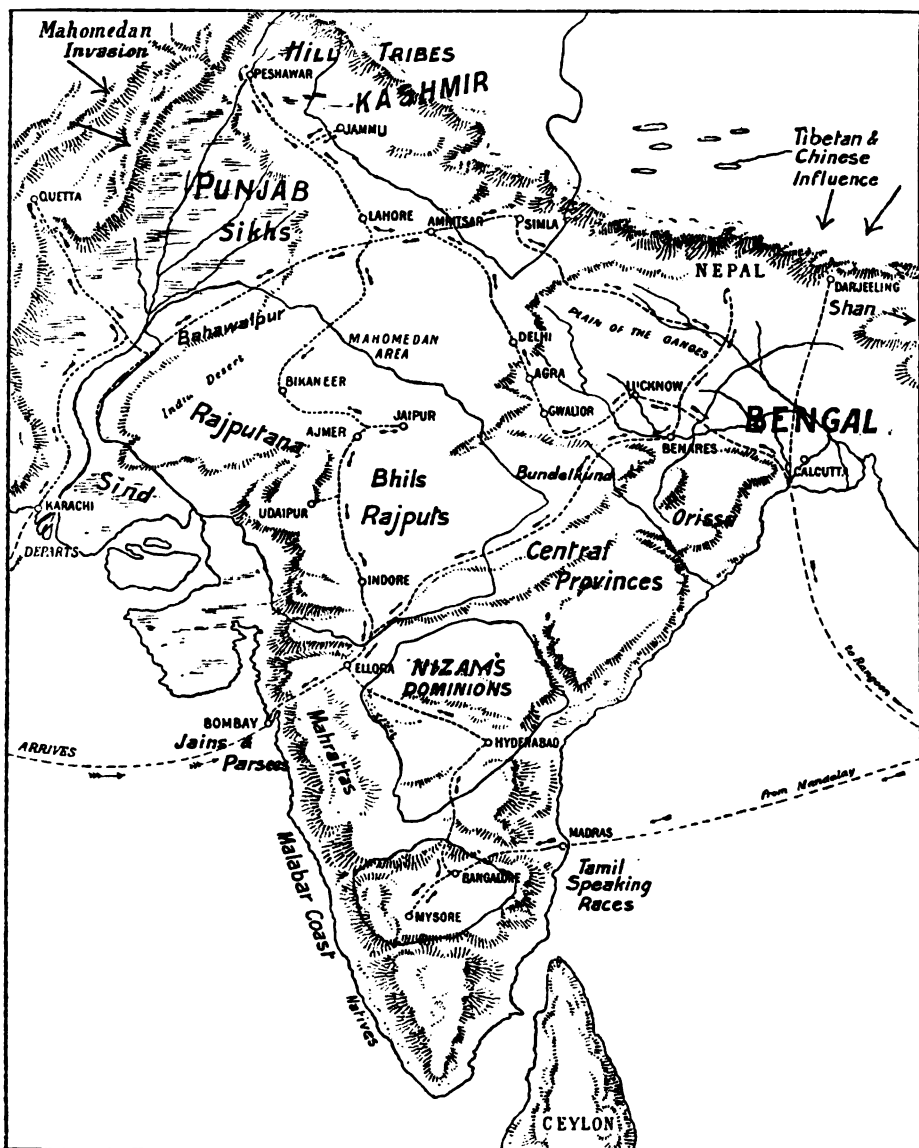 Mahomedan
Invasion
HILL TRIBES
PESHAWAR
KASHMIR
JAMMU
Tibetan &
Chinese
Influence
QUETTA
PUNJAB
Sikhs
LAHORE
AMRITSAR
SIMLA
NEPAL
DARJEELING
Shan
Bahawalpur
MAHOMEDAN
AREA
DELHI
PLAIN OF THE GANGES
Indian Desert
BIKANEER
AGRA
LUCKNOW
Rajputana
JAIPUR
AJMER
GWALIOR
BENGAL
BENARES
CALCUTTA
Sind
Bhils
Rajputs
Bundelkund
UDAIPUR
KARACHI
Orissa
DEPARTS
Central
Provinces
INDORE
ELLORA
NIZAM'S
DOMINIONS
to Rangoon
BOMBAY
Jains &
Parsees
Mahrattas
HYDERABAD
ARRIVES
from Mandalay
MADRAS
Malabar Coast
BANGALORE
Tamil
Speaking
Races
MYSORE
Natives
CEYLON